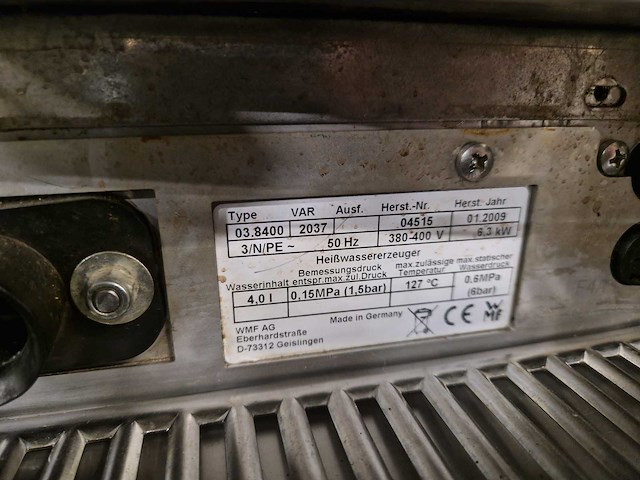 Type VAR Ausf. Herst.-Nr. Herst. Jahr
03.8400 2037 04515 01.2009
3/N/PE ~ 50 Hz 380-400 V 6.3 kW
Heißwassererzeuger
Wasserinhalt Bemessungsdruck entspr.max.zul.Druck max.zulässige Temperatur max.statischer Wasserdruck
4.0 l 0,15MPa (1,5bar) 127 °C 0,6MPa (6bar)
WMF AG Made in Germany CE WMF
Eberhardstraße
D-73312 Geislingen